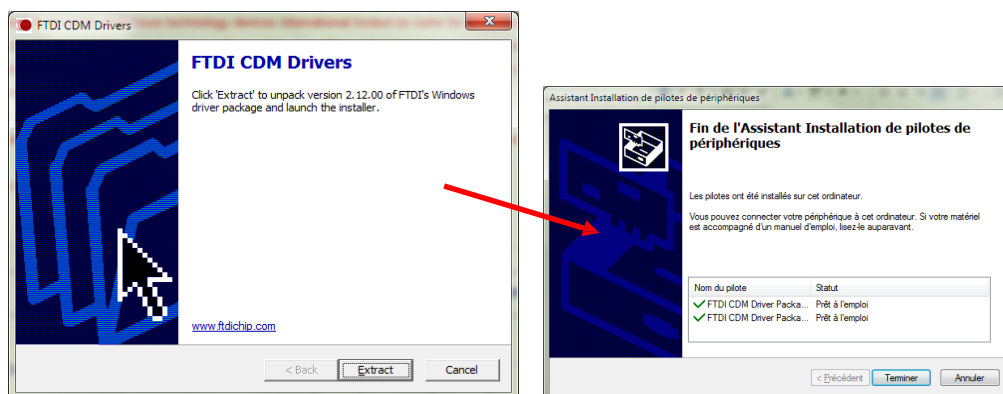 FTDI CDM Drivers
FTDI CDM Drivers
Click 'Extract' to unpack version 2.12.00 of FTDI's Windows
driver package and launch the installer.
www.ftdichip.com
< Back
Extract
Cancel
Assistant Installation de pilotes de périphériques
Fin de l'Assistant Installation de pilotes de
périphériques
Les pilotes ont été installés sur cet ordinateur.
Vous pouvez connecter votre périphérique à cet ordinateur. Si votre matériel
est accompagné d'un manuel d'emploi, lisez-le auparavant.
Nom du pilote Statut
FTDI CDM Driver Packa... Prêt à l'emploi
FTDI CDM Driver Packa... Prêt à l'emploi
< Précédent
Terminer
Annuler